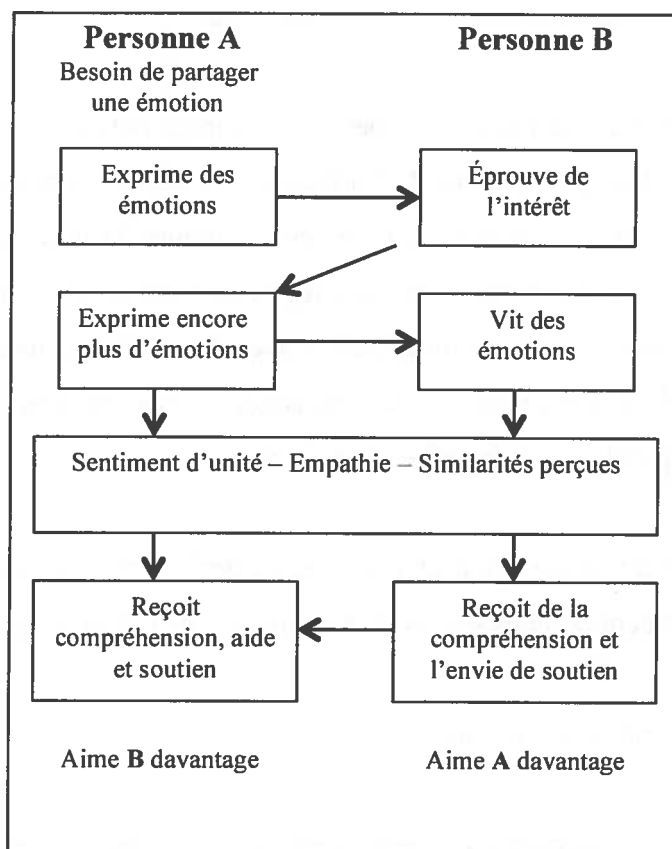 Personne A
Personne B
Besoin de partager
une émotion
Exprime des
émotions
Éprouve de
l'intérêt
Exprime encore
plus d'émotions
Vit des
émotions
Sentiment d'unité – Empathie – Similarités perçues
Reçoit
compréhension, aide
et soutien
Reçoit de la
compréhension et
l'envie de soutien
Aime B davantage
Aime A davantage